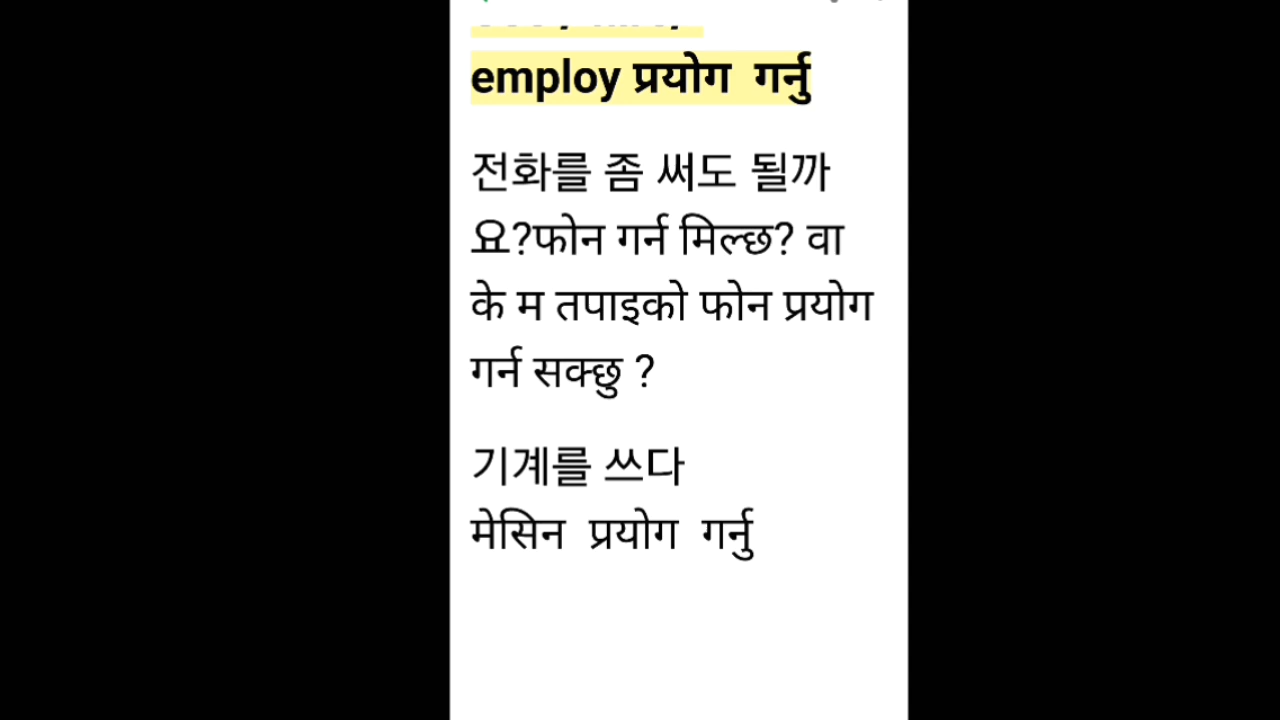 employ प्रयोग गर्नु
전화를 좀 써도 될까
요?फोन गर्न मिल्छ? वा
के म तपाइको फोन प्रयोग
गर्न सक्छु ?
기계를 쓰다
मेसिन प्रयोग गर्नु